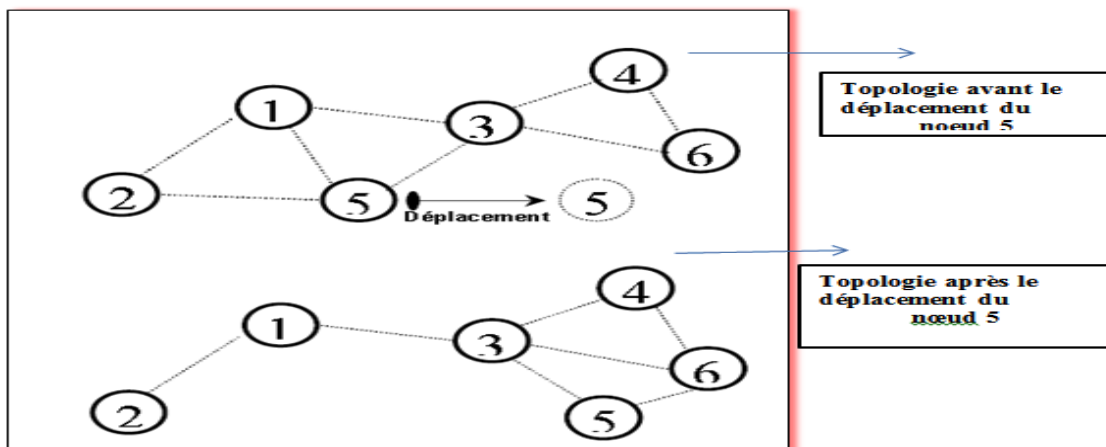 4
1
3
6
2
5
5
Déplacement
Topologie avant le
déplacement du
noeud 5
4
1
3
6
2
5
Topologie après le
déplacement du
nœud 5